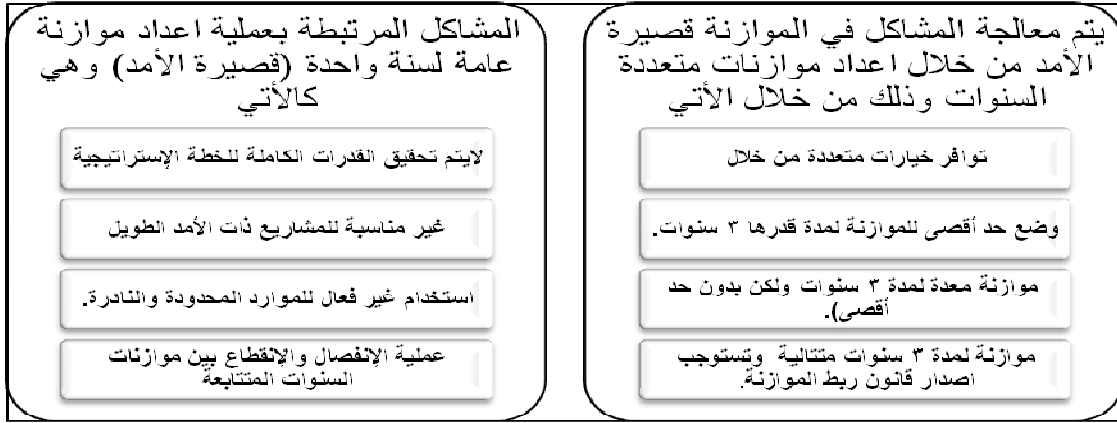 يتم معالجة المشاكل في الموازنة قصيرة
الأمد من خلال اعداد موازنات متعددة
السنوات وذلك من خلال الأتي
توافر خيارات متعددة من خلال
وضع حد أقصى للموازنة لمدة قدرها ٣ سنوات.
موازنة معدة لمدة ٣ سنوات ولكن بدون حد
أقصى).
موازنة لمدة ٣ سنوات متتالية وتستوجب
اصدار قانون ربط الموازنة.
المشاكل المرتبطة بعملية اعداد موازنة
عامة لسنة واحدة (قصيرة الأمد) وهي
كالأتي
لايتم تحقيق القدرات الكاملة للخطة الإستراتيجية
غير مناسبة للمشاريع ذات الأمد الطويل
استخدام غير فعال للموارد المحدودة والنادرة.
عملية الإنفصال والإنقطاع بين موازنات
السنوات المتتابعة